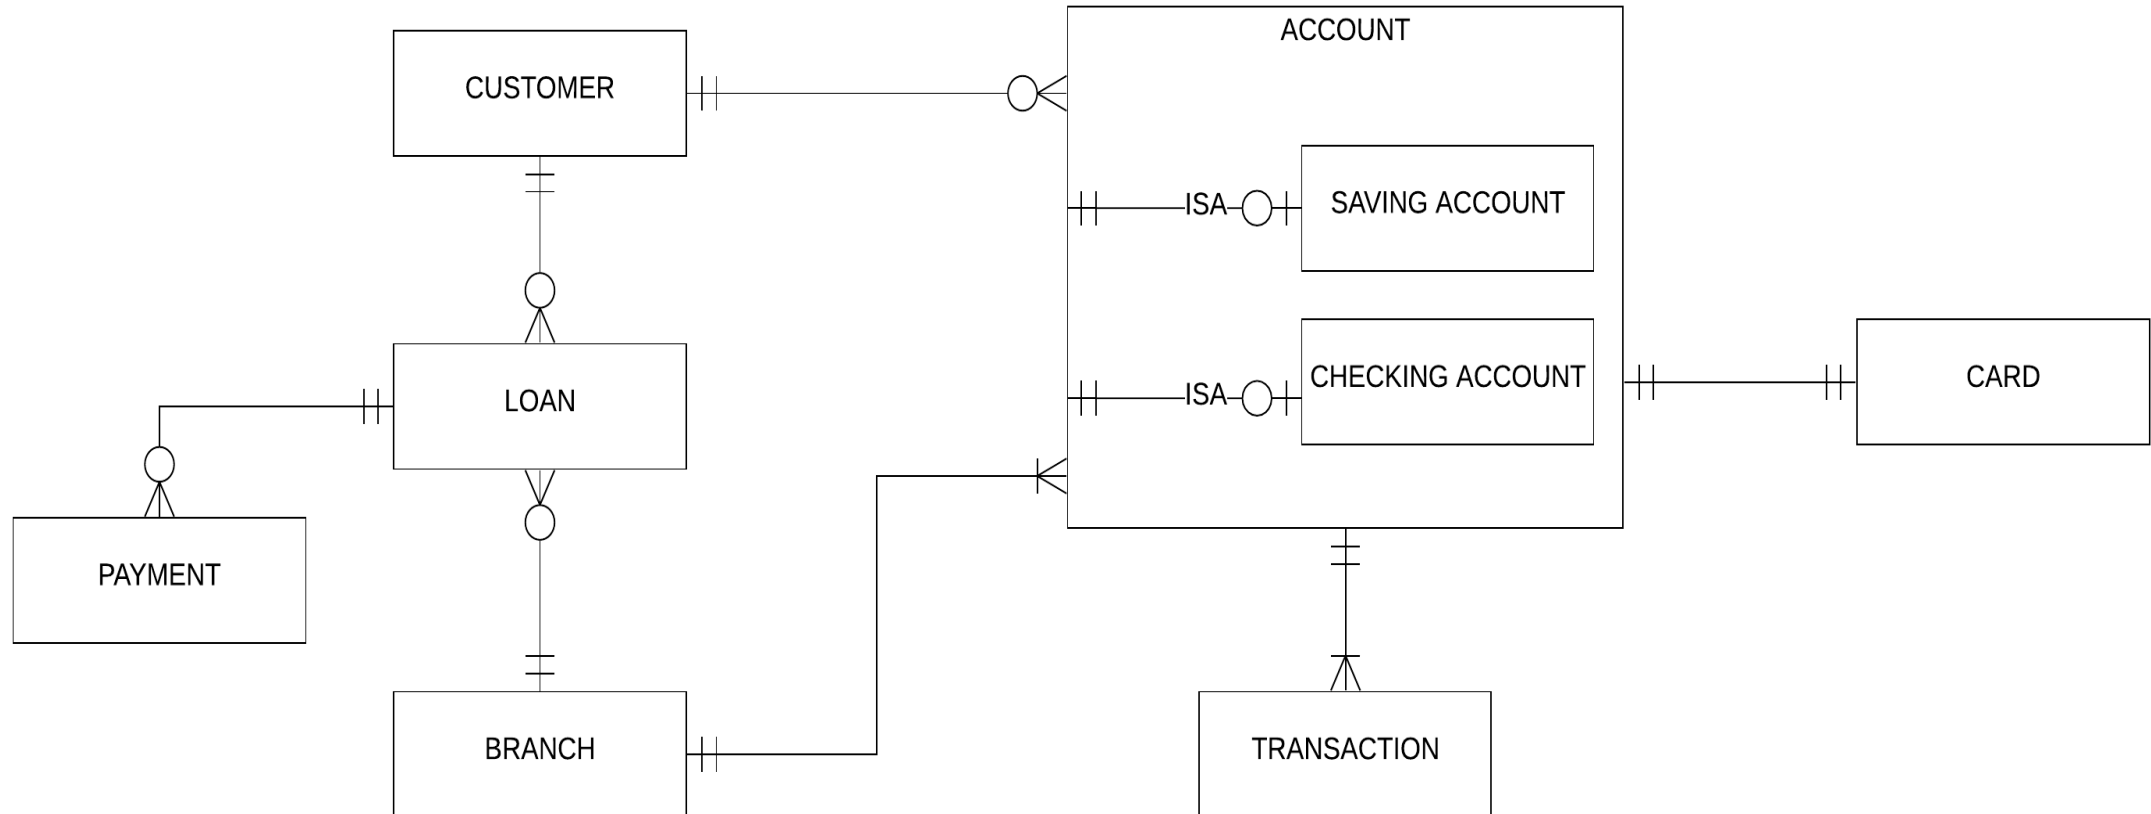 ACCOUNT
CUSTOMER
ISA
SAVING ACCOUNT
ISA
CHECKING ACCOUNT
CARD
LOAN
PAYMENT
BRANCH
TRANSACTION